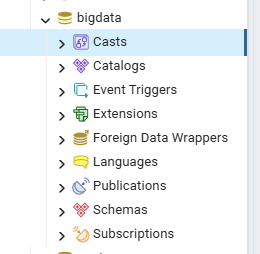 bigdata
Casts
Catalogs
Event Triggers
Extensions
Foreign Data Wrappers
Languages
Publications
Schemas
Subscriptions